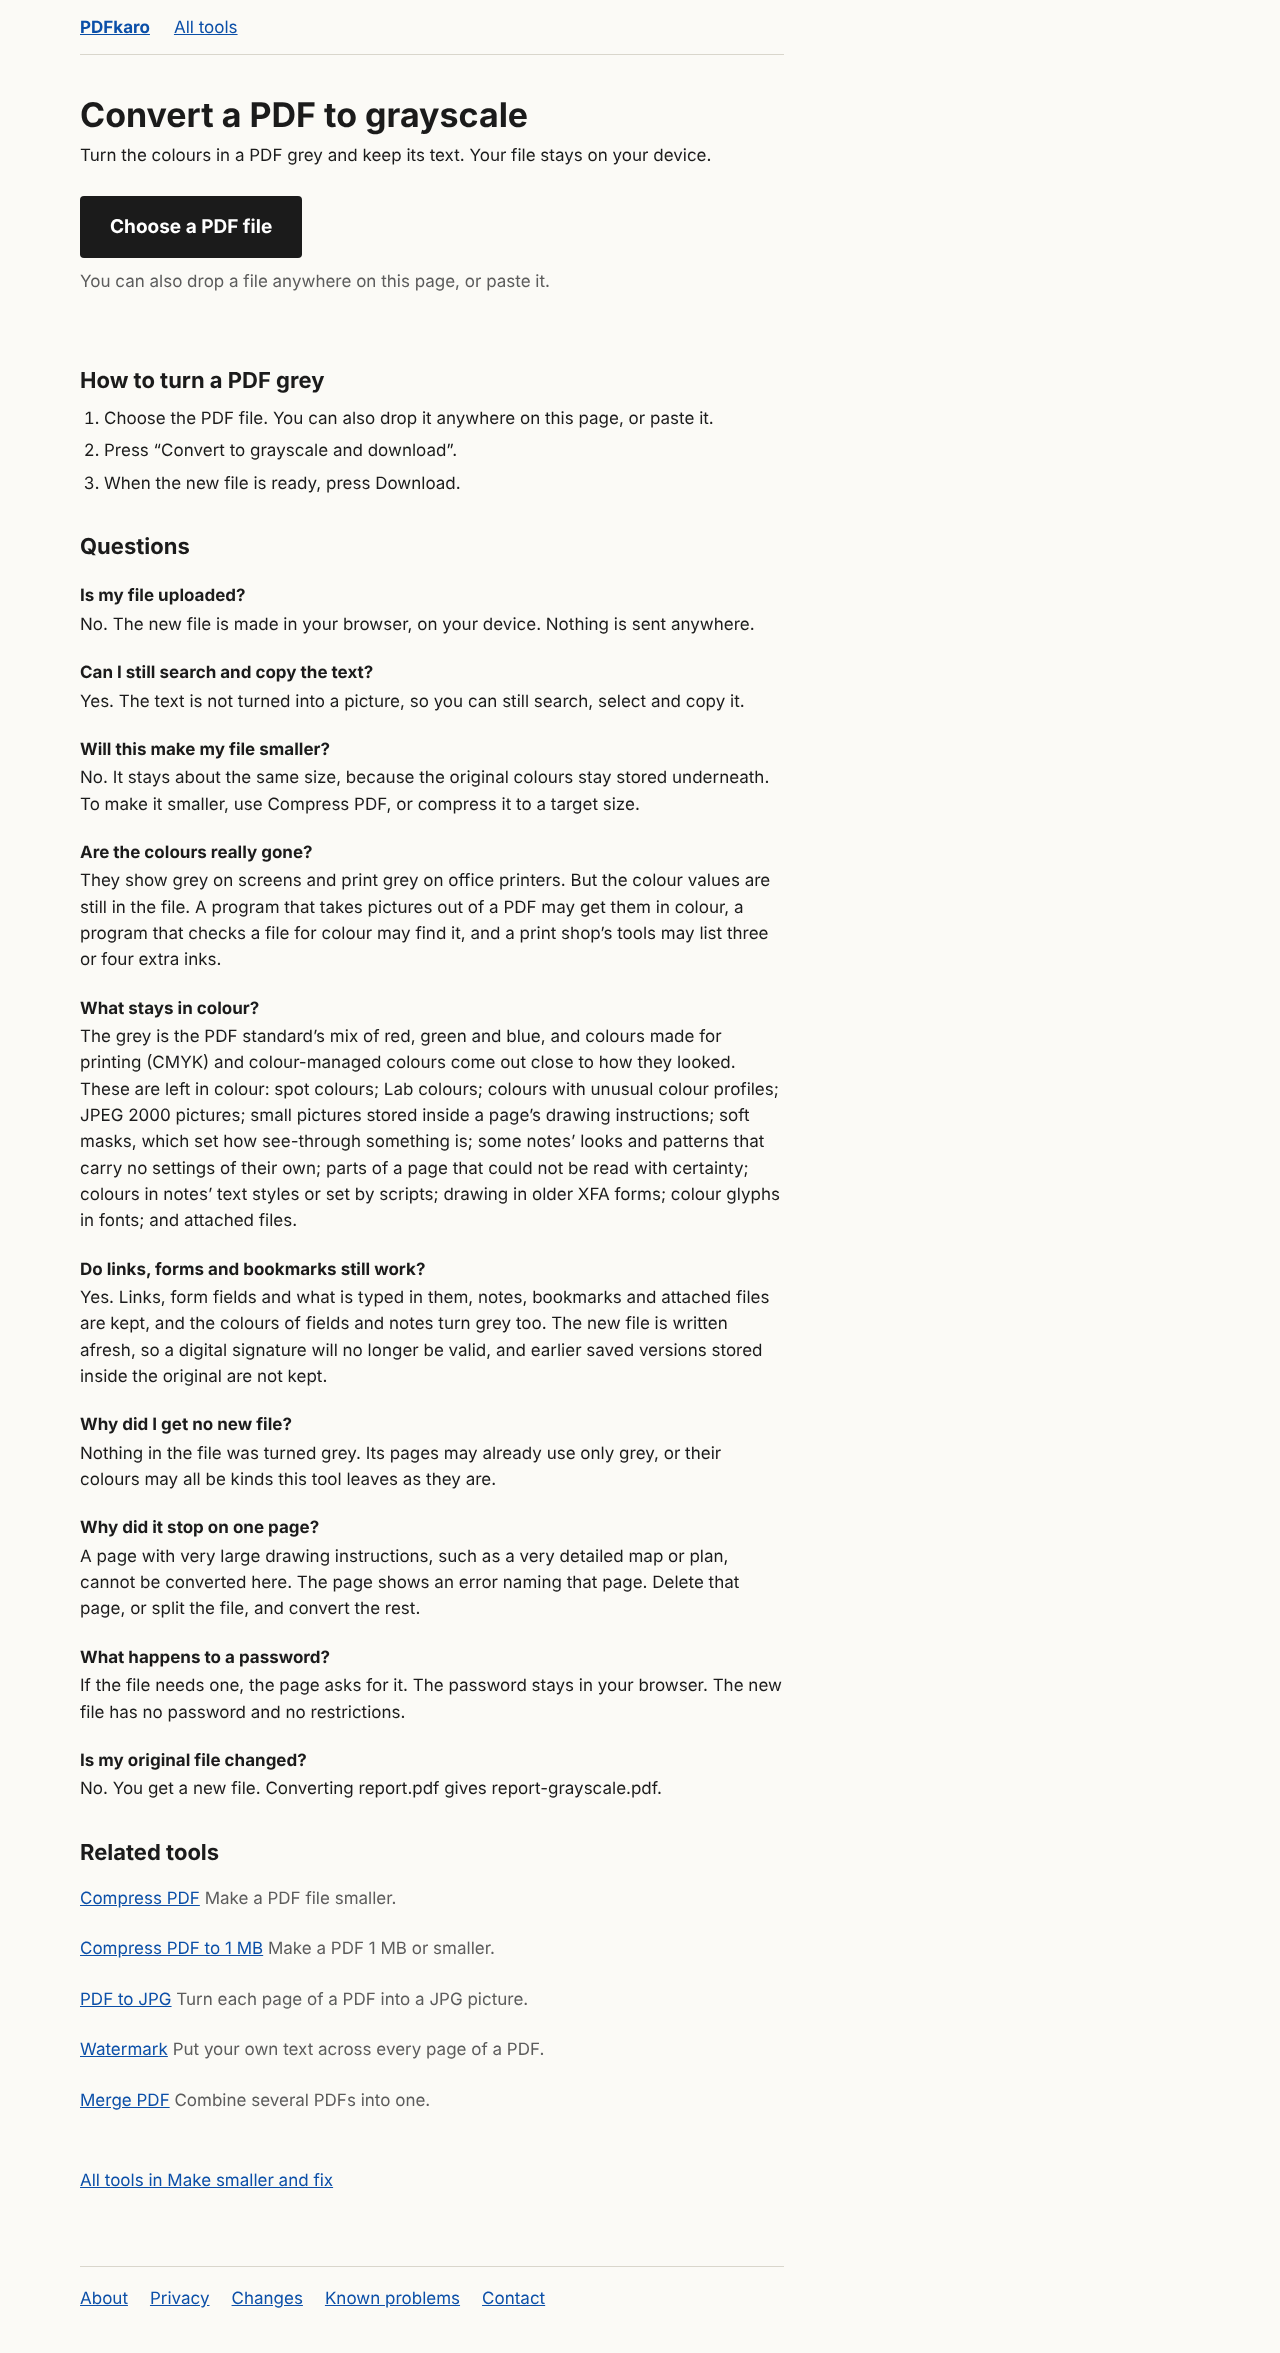 PDFkaro All tools
Convert a PDF to grayscale
Turn the colours in a PDF grey and keep its text. Your file stays on your device.
Choose a PDF file
You can also drop a file anywhere on this page, or paste it.
How to turn a PDF grey
1. Choose the PDF file. You can also drop it anywhere on this page, or paste it.
2. Press “Convert to grayscale and download”.
3. When the new file is ready, press Download.
Questions
Is my file uploaded?
No. The new file is made in your browser, on your device. Nothing is sent anywhere.
Can I still search and copy the text?
Yes. The text is not turned into a picture, so you can still search, select and copy it.
Will this make my file smaller?
No. It stays about the same size, because the original colours stay stored underneath.
To make it smaller, use Compress PDF, or compress it to a target size.
Are the colours really gone?
They show grey on screens and print grey on office printers. But the colour values are
still in the file. A program that takes pictures out of a PDF may get them in colour, a
program that checks a file for colour may find it, and a print shop’s tools may list three
or four extra inks.
What stays in colour?
The grey is the PDF standard’s mix of red, green and blue, and colours made for
printing (CMYK) and colour-managed colours come out close to how they looked.
These are left in colour: spot colours; Lab colours; colours with unusual colour profiles;
JPEG 2000 pictures; small pictures stored inside a page’s drawing instructions; soft
masks, which set how see-through something is; some notes’ looks and patterns that
carry no settings of their own; parts of a page that could not be read with certainty;
colours in notes’ text styles or set by scripts; drawing in older XFA forms; colour glyphs
in fonts; and attached files.
Do links, forms and bookmarks still work?
Yes. Links, form fields and what is typed in them, notes, bookmarks and attached files
are kept, and the colours of fields and notes turn grey too. The new file is written
afresh, so a digital signature will no longer be valid, and earlier saved versions stored
inside the original are not kept.
Why did I get no new file?
Nothing in the file was turned grey. Its pages may already use only grey, or their
colours may all be kinds this tool leaves as they are.
Why did it stop on one page?
A page with very large drawing instructions, such as a very detailed map or plan,
cannot be converted here. The page shows an error naming that page. Delete that
page, or split the file, and convert the rest.
What happens to a password?
If the file needs one, the page asks for it. The password stays in your browser. The new
file has no password and no restrictions.
Is my original file changed?
No. You get a new file. Converting report.pdf gives report-grayscale.pdf.
Related tools
Compress PDF Make a PDF file smaller.
Compress PDF to 1 MB Make a PDF 1 MB or smaller.
PDF to JPG Turn each page of a PDF into a JPG picture.
Watermark Put your own text across every page of a PDF.
Merge PDF Combine several PDFs into one.
All tools in Make smaller and fix
About Privacy Changes Known problems Contact